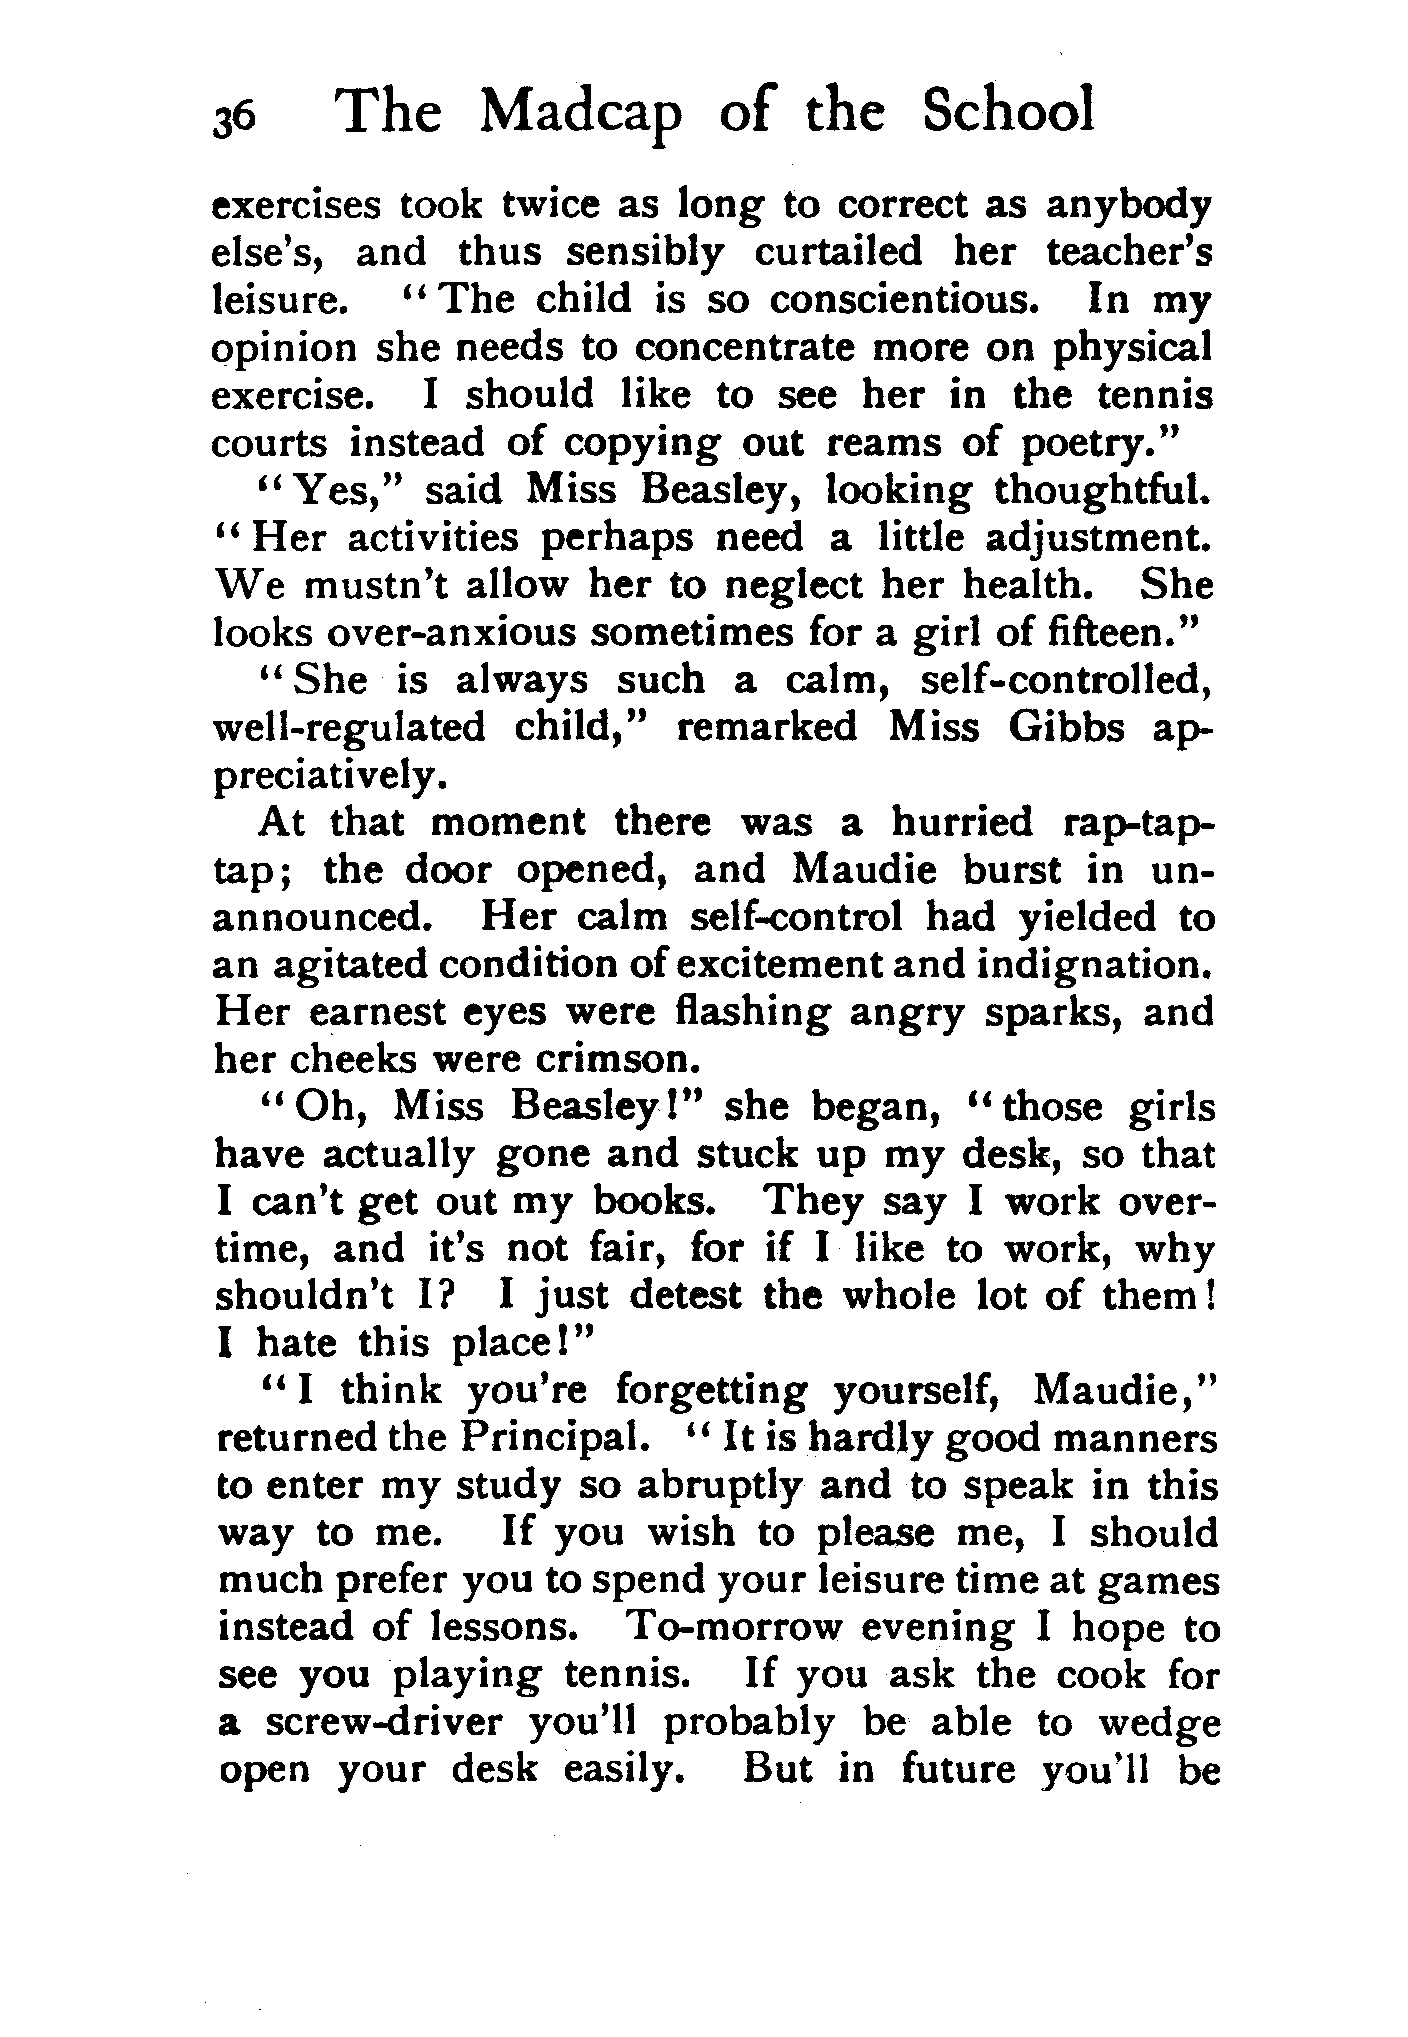 36 The Madcap of the School
exercises took twice as long to correct as anybody
else's, and thus sensibly curtailed her teacher's
leisure. "The child is so conscientious. In my
opinion she needs to concentrate more on physical
exercise. I should like to see her in the tennis
courts instead of copying out reams of poetry."
"Yes," said Miss Beasley, looking thoughtful.
"Her activities perhaps need a little adjustment.
We mustn't allow her to neglect her health. She
looks over-anxious sometimes for a girl of fifteen."
"She is always such a calm, self-controlled,
well-regulated child," remarked Miss Gibbs ap-
preciatively.
At that moment there was a hurried rap-tap-
tap; the door opened, and Maudie burst in un-
announced. Her calm self-control had yielded to
an agitated condition of excitement and indignation.
Her earnest eyes were flashing angry sparks, and
her cheeks were crimson.
"Oh, Miss Beasley!" she began, "those girls
have actually gone and stuck up my desk, so that
I can't get out my books. They say I work over-
time, and it's not fair, for if I like to work, why
shouldn't I? I just detest the whole lot of them!
I hate this place!"
"I think you're forgetting yourself, Maudie,"
returned the Principal. "It is hardly good manners
to enter my study so abruptly and to speak in this
way to me. If you wish to please me, I should
much prefer you to spend your leisure time at games
instead of lessons. To-morrow evening I hope to
see you playing tennis. If you ask the cook for
a screw-driver you'll probably be able to wedge
open your desk easily. But in future you'll be